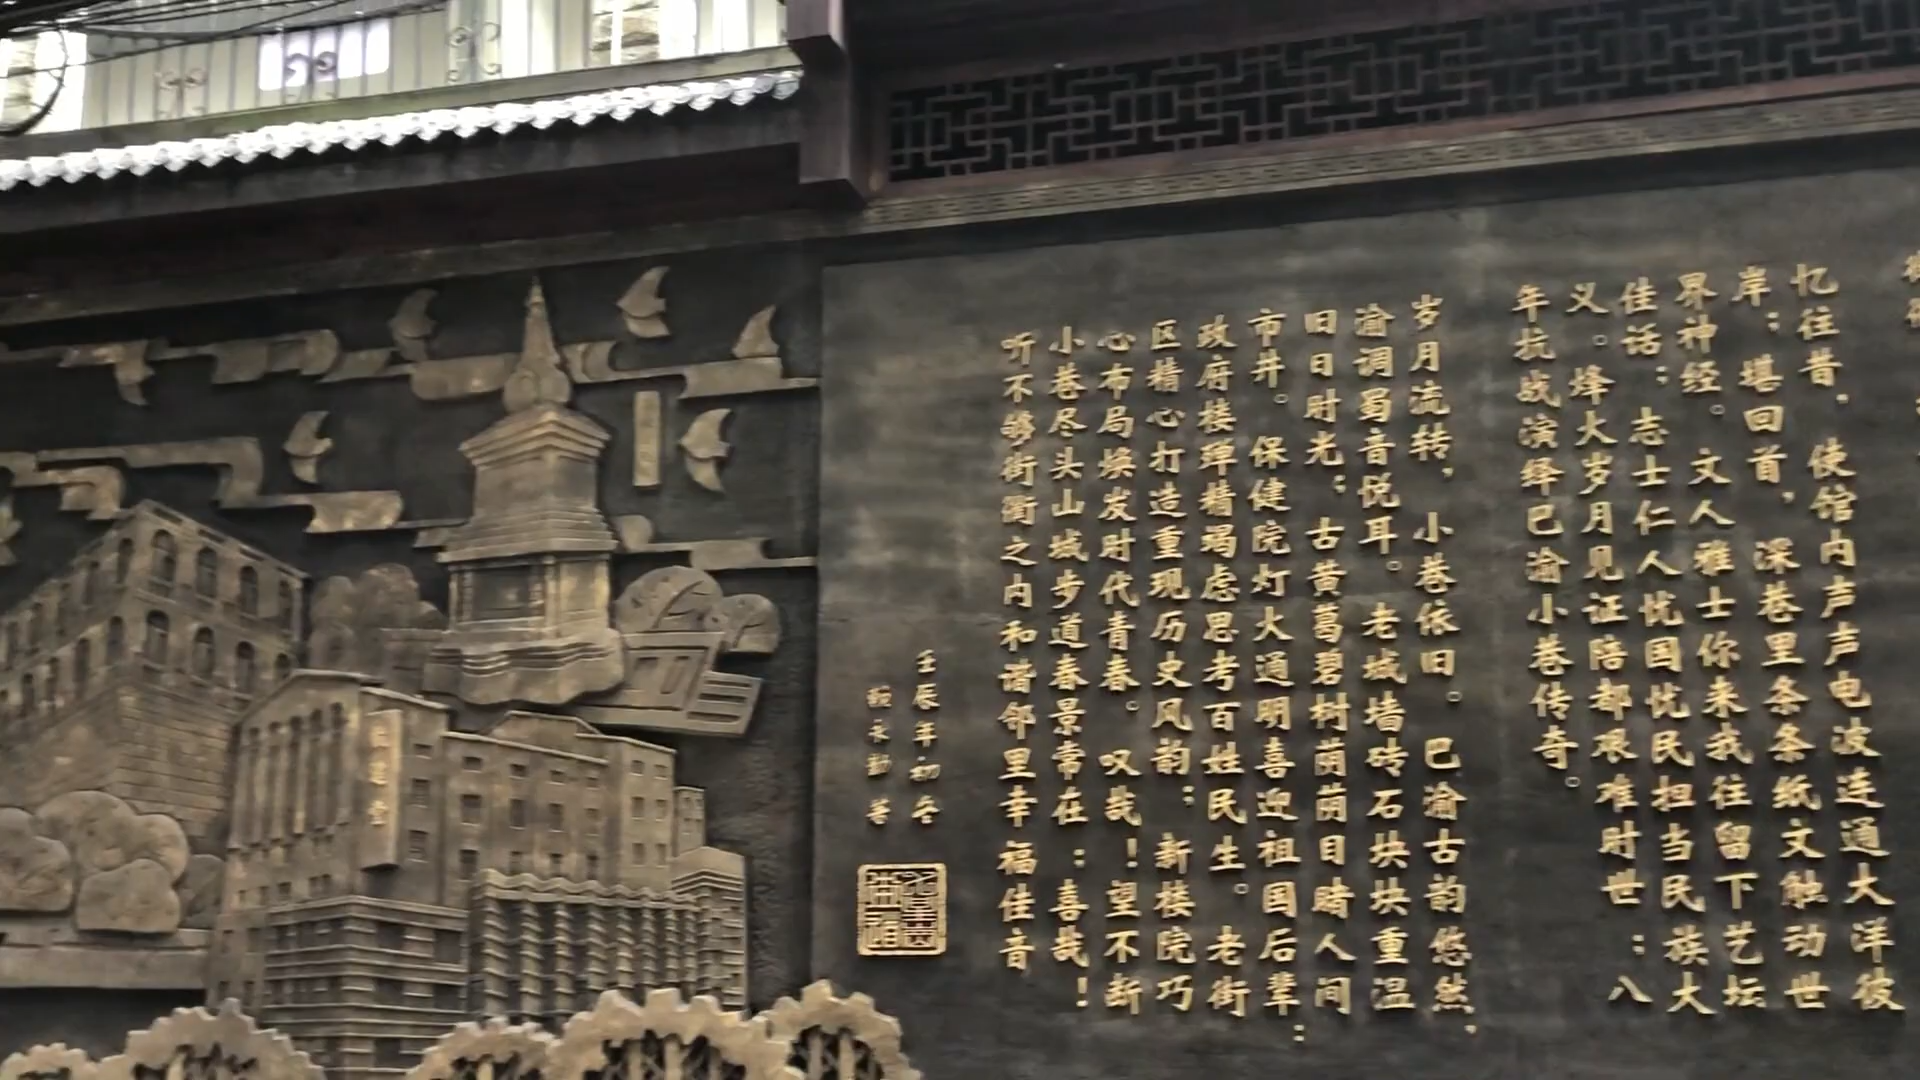 忆往昔，使馆内声声电波连通大洋彼
岸；堪回首，深巷里条条纸文触动世
界神经。文人雅士你来我往留下艺坛
佳话；志士仁人忧国忧民担当民族大
义。烽火岁月见证陪都艰难时世：八
年抗战演绎巴渝小巷传奇。
岁月流转，小巷依旧。巴渝古韵悠然，
渝调蜀音悦耳。老城墙砖石块块重温
旧日时光；古黄葛碧树荫荫日睹人间
市井。保健院灯火通明喜迎祖国后辈：
政府楼殚精竭虑思考百姓民生。老街
区精心打造重现历史风韵；新楼院巧
心布局焕发时代青春。叹哉！望不断
小巷尽头山城步道春景常在：喜哉！
听不够街衢之内和谐邻里幸福佳音
壬辰年初冬
永勤